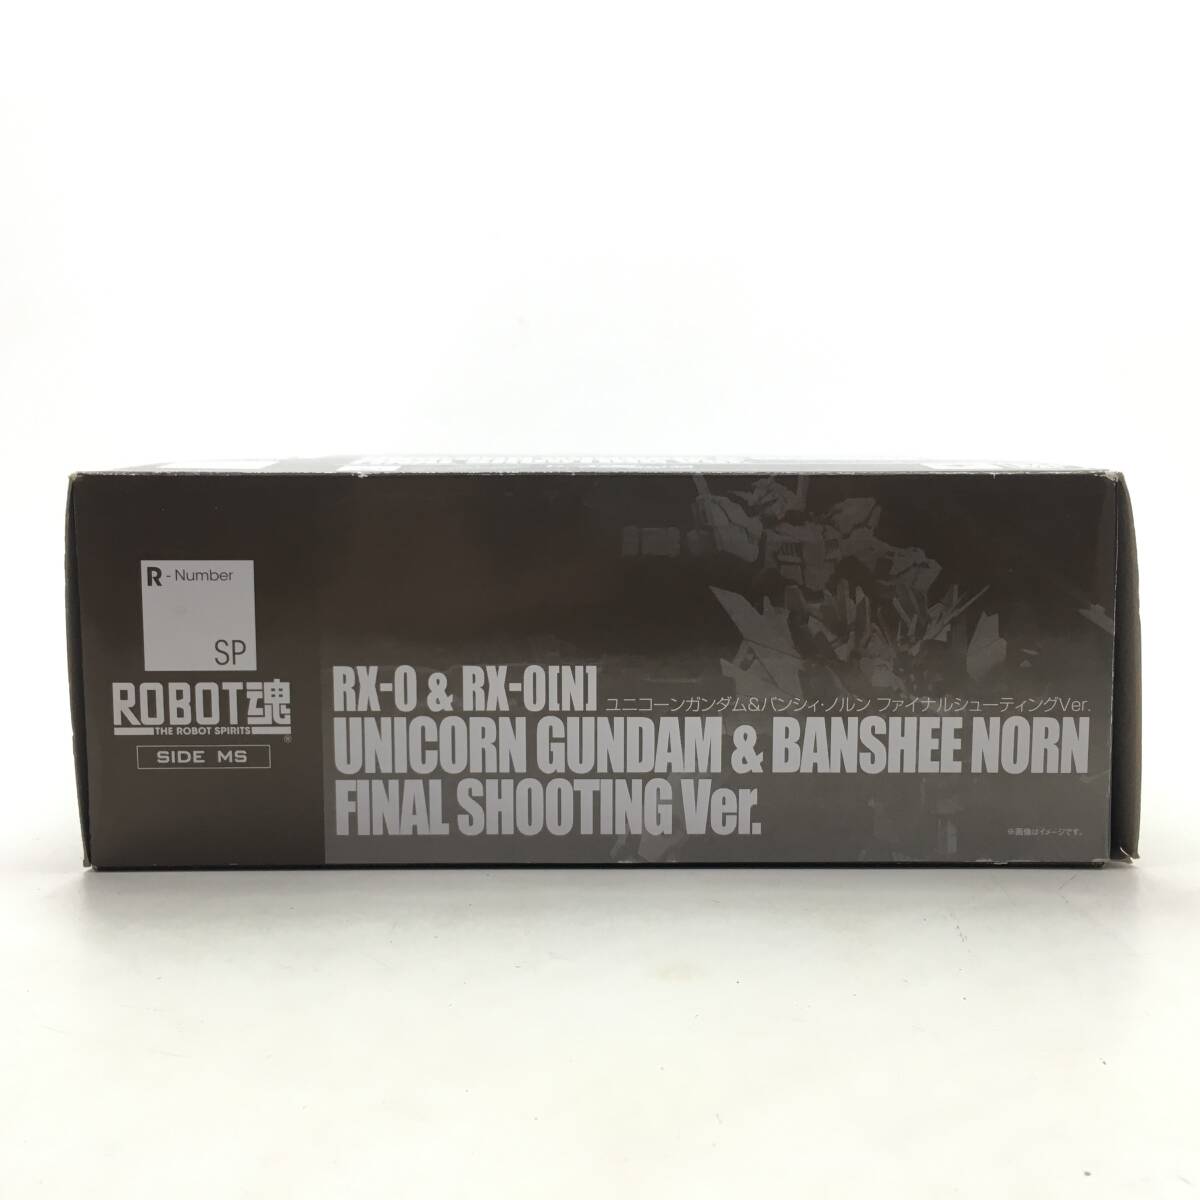 R - Number
SP
ROBOT魂
THE ROBOT SPIRITS
®
SIDE MS
RX-0 & RX-0[N]
ユニコーンガンダム&バンシィ・ノルン ファイナルシューティングVer.
UNICORN GUNDAM & BANSHEE NORN
FINAL SHOOTING Ver.
※画像はイメージです。